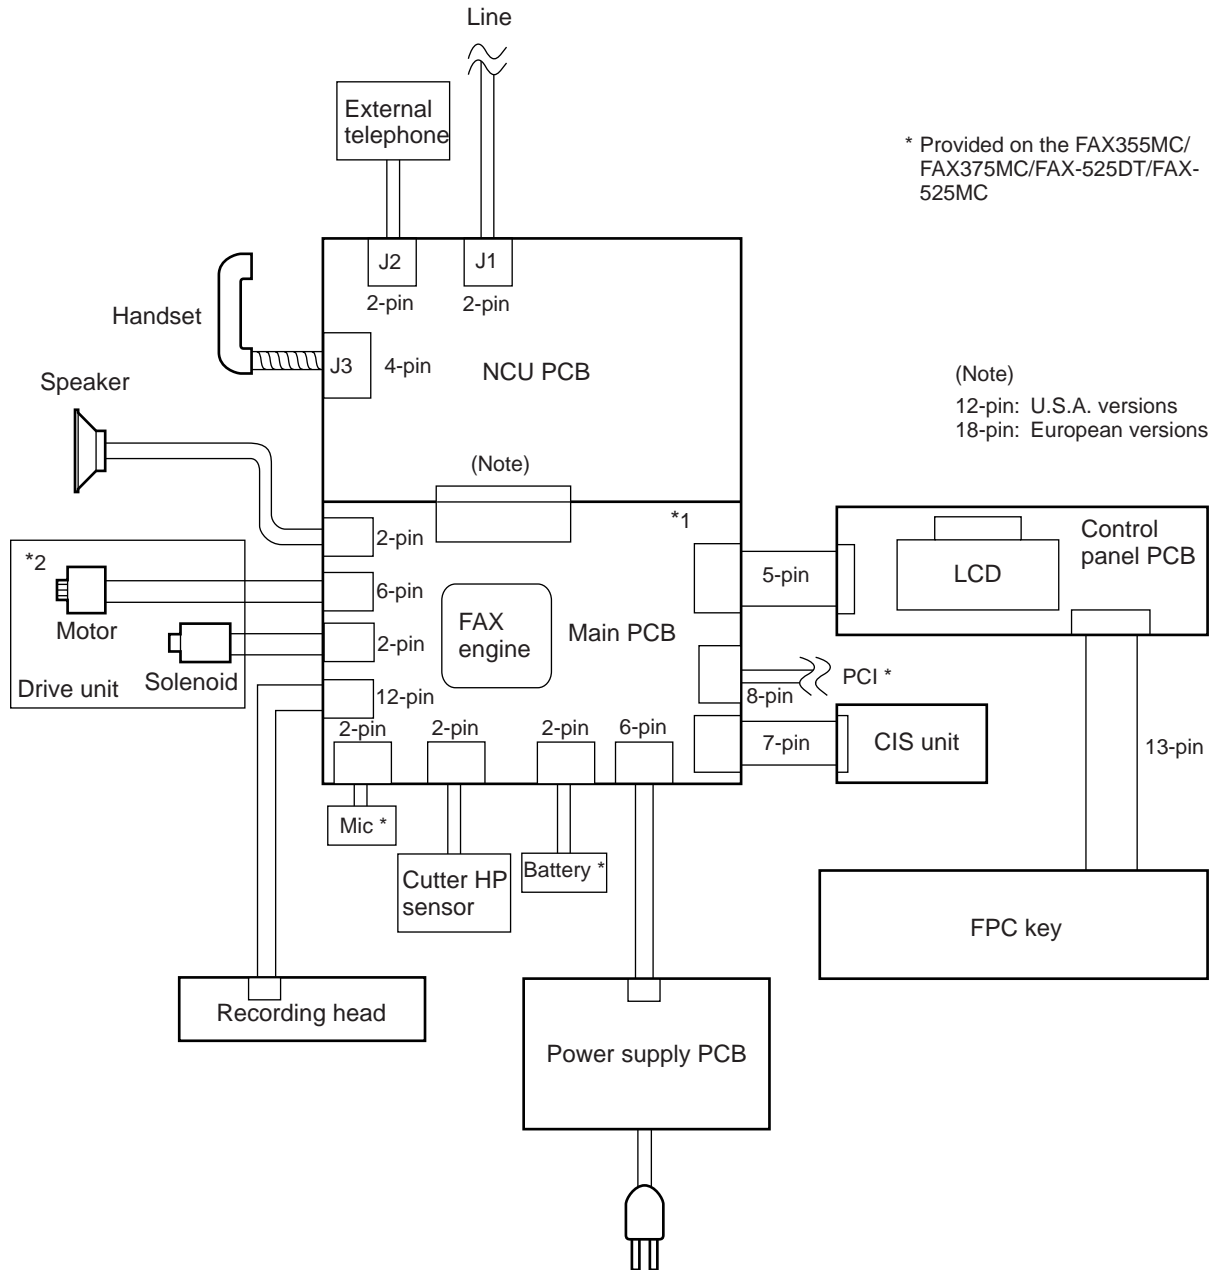 Line
External
telephone
* Provided on the FAX355MC/
FAX375MC/FAX-525DT/FAX-
525MC
J2
J1
2-pin
2-pin
Handset
J3
4-pin
NCU PCB
Speaker
(Note)
12-pin: U.S.A. versions
18-pin: European versions
(Note)
*1
2-pin
Control
panel PCB
LCD
5-pin
*2
6-pin
Motor
FAX
engine
Main PCB
2-pin
Solenoid
Drive unit
12-pin
PCI *
8-pin
2-pin
2-pin
2-pin
6-pin
7-pin
CIS unit
13-pin
Mic *
Cutter HP
sensor
Battery *
FPC key
Recording head
Power supply PCB